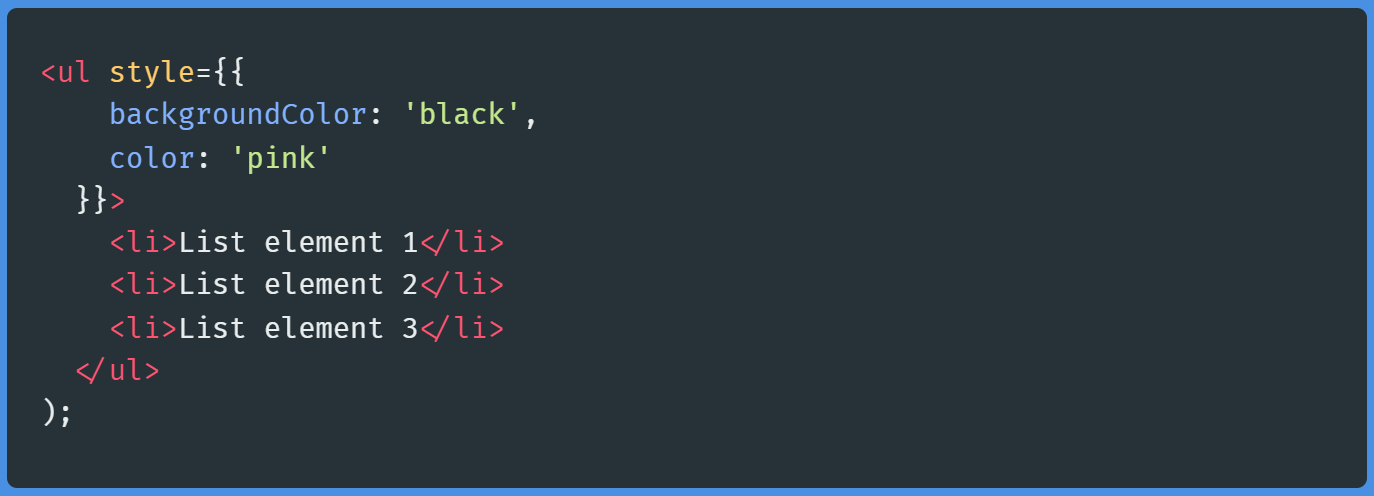 <ul style={{
    backgroundColor: 'black',
    color: 'pink'
  }}>
    <li>List element 1</li>
    <li>List element 2</li>
    <li>List element 3</li>
  </ul>
);